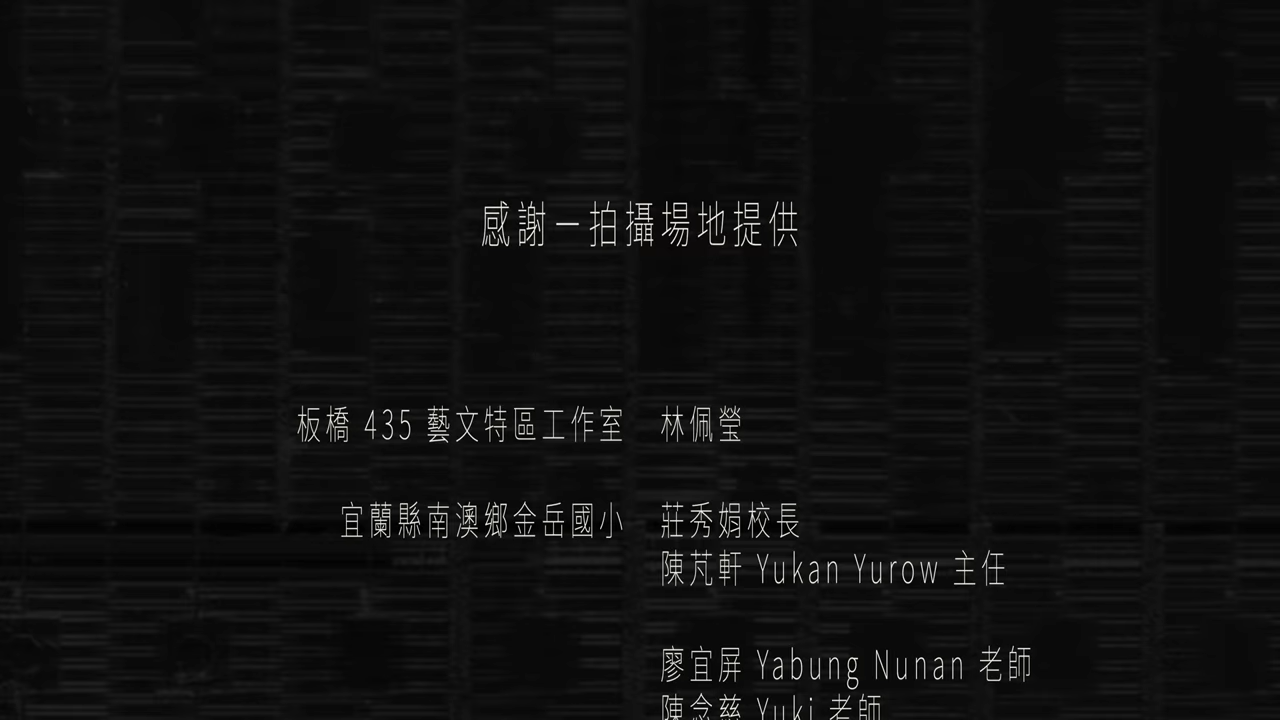 感謝－拍攝場地提供
板橋 435 藝文特區工作室 林佩瑩
宜蘭縣南澳鄉金岳國小 莊秀娟校長
陳芃軒 Yukan Yurow 主任
廖宜屏 Yabung Nunan 老師
陳念慈 Yuki 老師